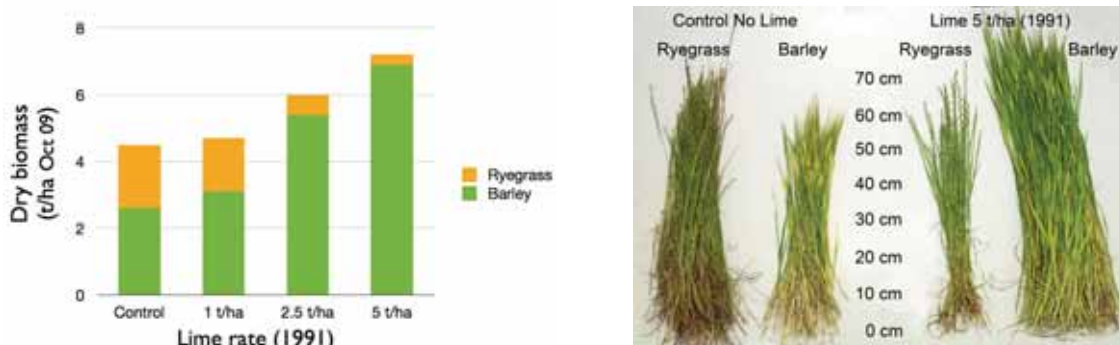 8
6
4
2
0
Dry biomass
(t/ha Oct 09)
Control
1 t/ha
2.5 t/ha
5 t/ha
Lime rate (1991)
Ryegrass
Barley
Control No Lime
Ryegrass
Barley
Lime 5 t/ha (1991)
Ryegrass
Barley
70 cm
60 cm
50 cm
40 cm
30 cm
20 cm
10 cm
0 cm